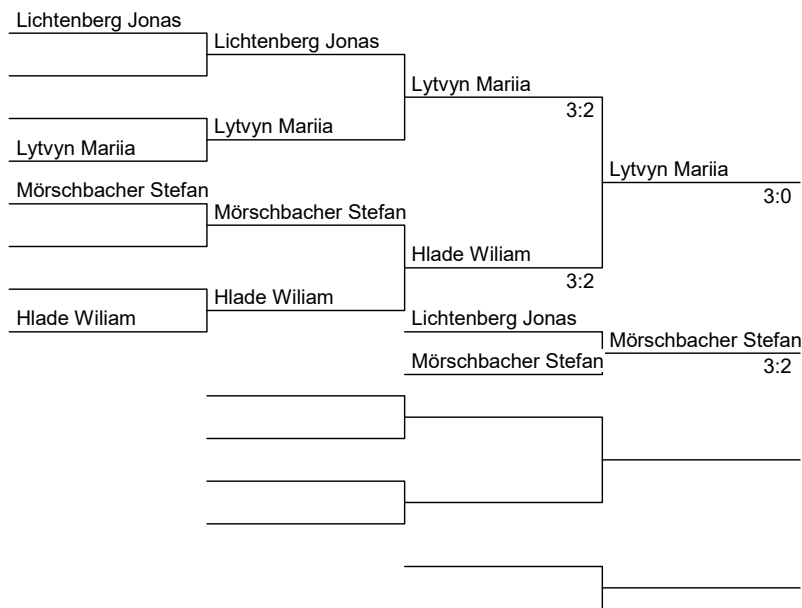 Lichtenberg Jonas
Lichtenberg Jonas
Lytvyn Mariia
3:2
Lytvyn Mariia
Lytvyn Mariia
Lytvyn Mariia
3:0
Mörschbacher Stefan
Mörschbacher Stefan
Hlade Wiliam
3:2
Hlade Wiliam
Hlade Wiliam
Lichtenberg Jonas
Mörschbacher Stefan
3:2
Mörschbacher Stefan